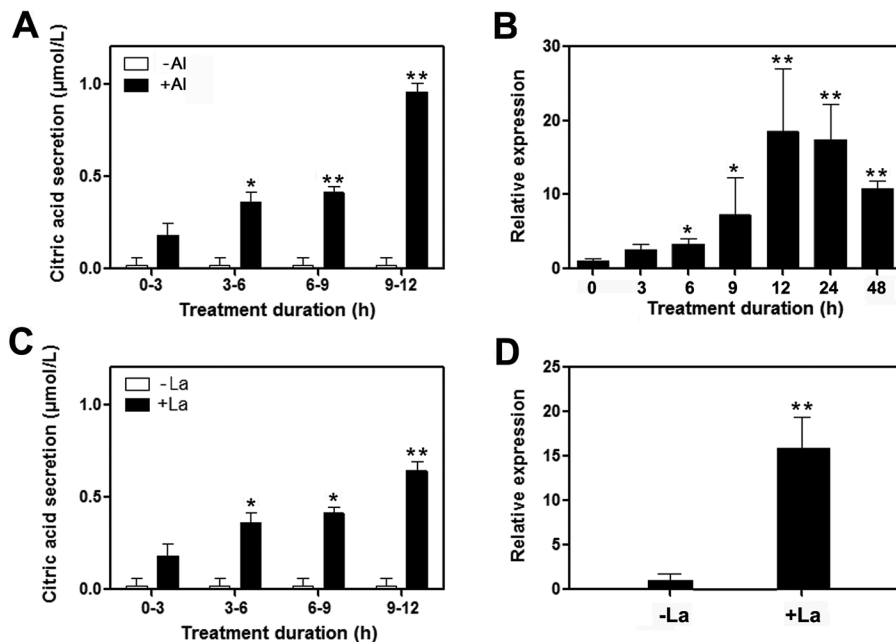 A
Citric acid secretion (μmol/L)
-Al
+Al
1.0
0.5
0.0
*
**
**
0-3
3-6
6-9
9-12
Treatment duration (h)
B
Relative expression
30
20
10
0
*
*
**
**
**
0
3
6
9
12
24
48
Treatment duration (h)
C
Citric acid secretion (μmol/L)
-La
+La
1.0
0.5
0.0
*
*
**
0-3
3-6
6-9
9-12
Treatment duration (h)
D
Relative expression
25
20
15
10
5
0
**
-La
+La